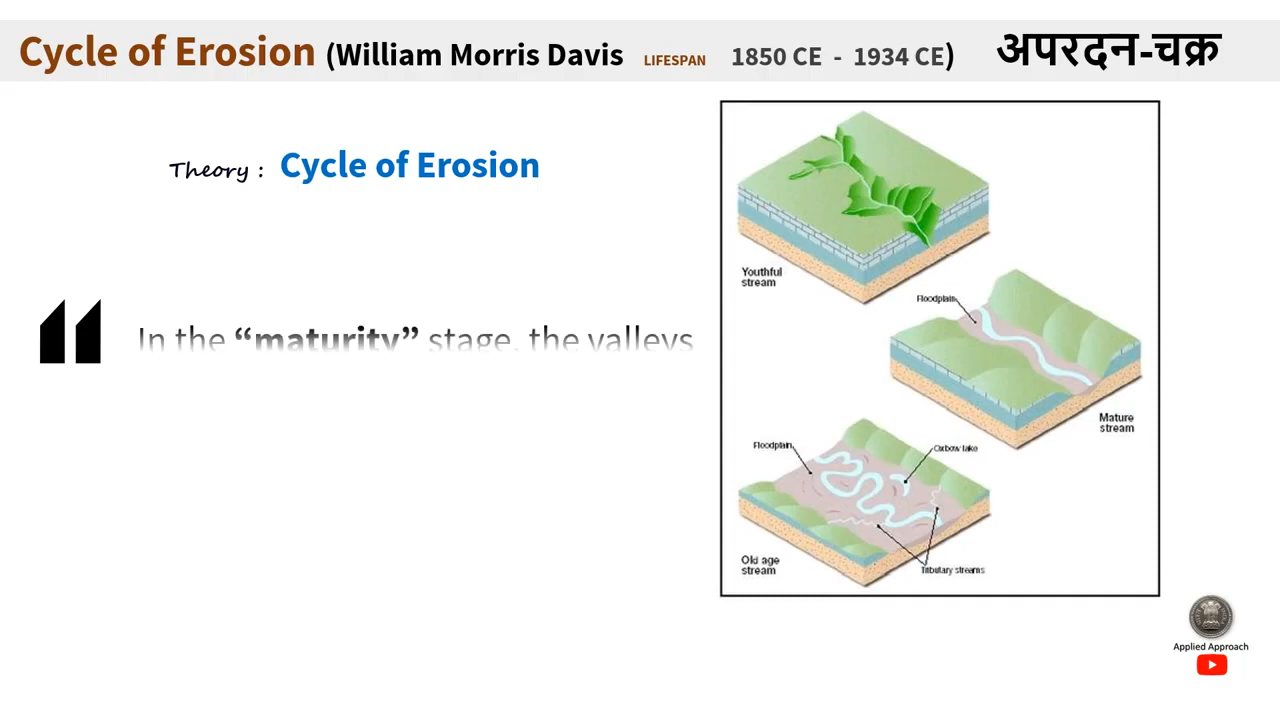 Cycle of Erosion (William Morris Davis LIFESPAN 1850 CE - 1934 CE) अपरदन-चक्र
Theory : Cycle of Erosion
“ In the “maturity” stage, the valleys
Youthful
stream
Floodplain
Mature
stream
Floodplain
Oxbow lake
Old age
stream
Tributary streams
Applied Approach